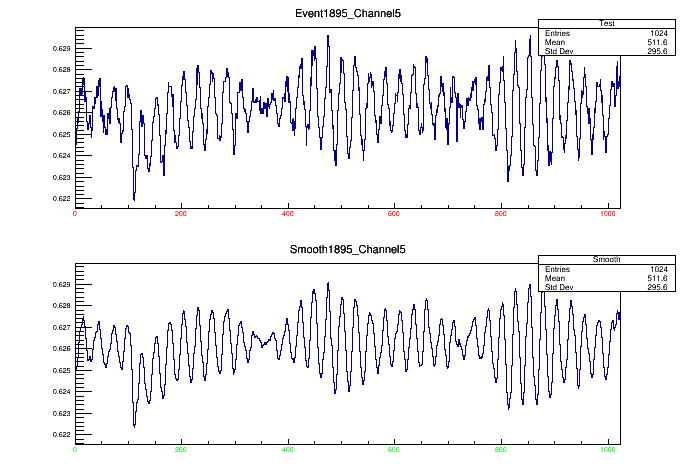 Event1895_Channel5
Test
Entries 1024
Mean 511.6
Std Dev 295.6
0.629
0.628
0.627
0.626
0.625
0.624
0.623
0.622
0 200 400 600 800 1000
Smooth1895_Channel5
Smooth
Entries 1024
Mean 511.6
Std Dev 295.6
0.629
0.628
0.627
0.626
0.625
0.624
0.623
0.622
0 200 400 600 800 1000